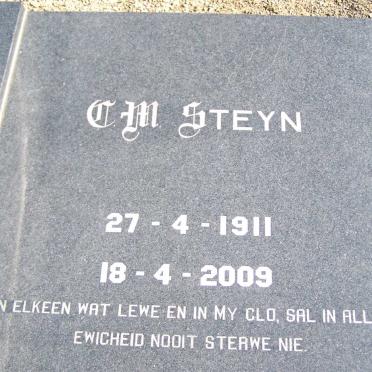 C.M. STEYN
27 - 4 - 1911
18 - 4 - 2009
N ELKEEN WAT LEWE EN IN MY GLO, SAL IN ALL
EWIGHEID NOOIT STERWE NIE.